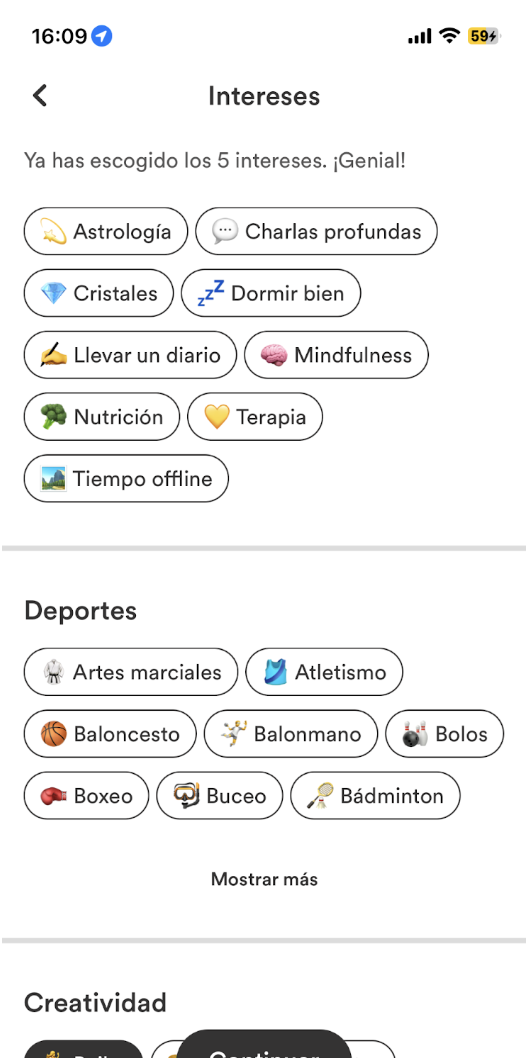 16:09 59
Intereses
Ya has escogido los 5 intereses. ¡Genial!
Astrología Charlas profundas
Cristales Dormir bien
Llevar un diario Mindfulness
Nutrición Terapia
Tiempo offline
Deportes
Artes marciales Atletismo
Baloncesto Balonmano Bolos
Boxeo Buceo Bádminton
Mostrar más
Creatividad
Continuar